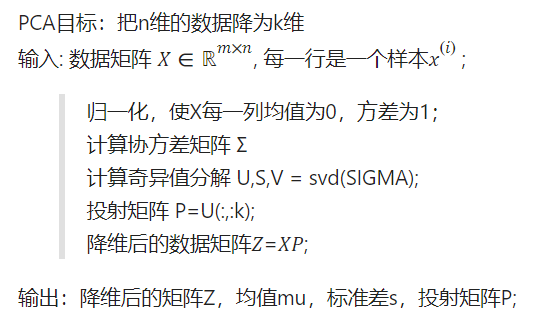 PCA目标：把n维的数据降为k维
输入: 数据矩阵 X ∈ ℝ^{m×n}, 每一行是一个样本x^{(i)} ;
归一化，使X每一列均值为0，方差为1；
计算协方差矩阵 Σ
计算奇异值分解 U,S,V = svd(SIGMA);
投射矩阵 P=U(:,:k);
降维后的数据矩阵Z=XP;
输出：降维后的矩阵Z，均值mu，标准差s，投射矩阵P;